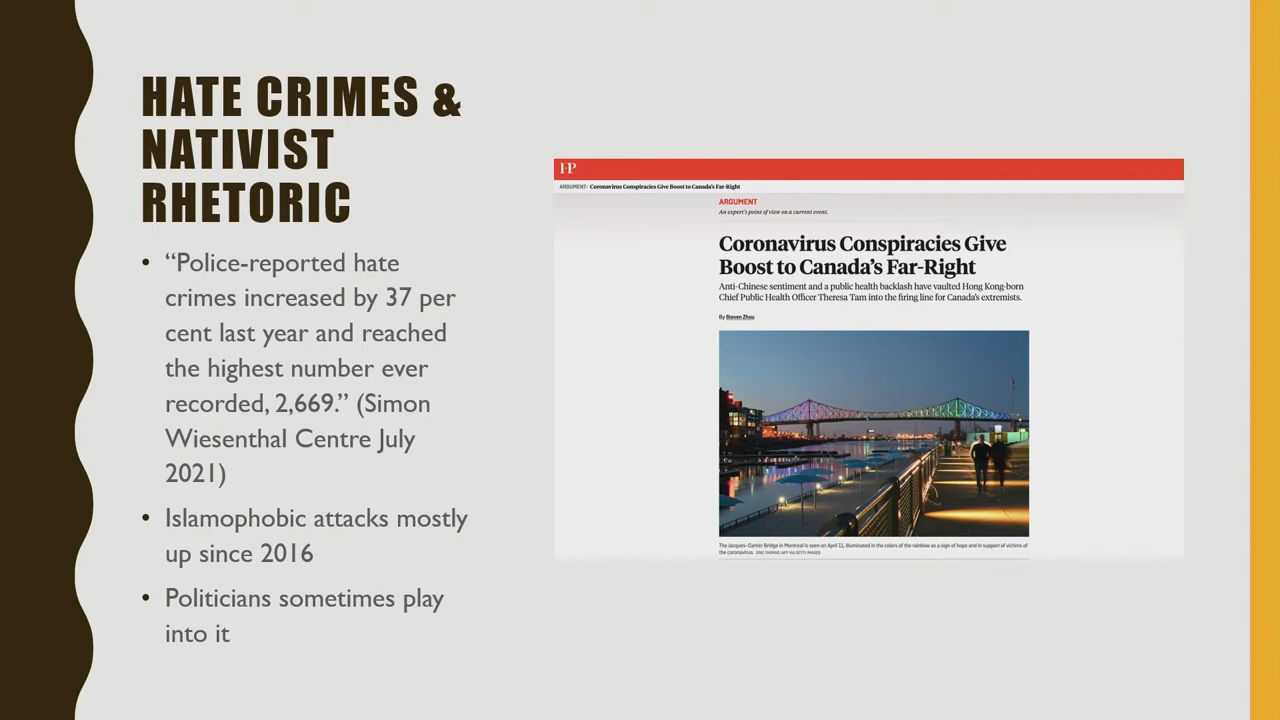 HATE CRIMES &
NATIVIST
RHETORIC
• “Police-reported hate
crimes increased by 37 per
cent last year and reached
the highest number ever
recorded, 2,669.” (Simon
Wiesenthal Centre July
2021)
• Islamophobic attacks mostly
up since 2016
• Politicians sometimes play
into it
FP
ARGUMENT: Coronavirus Conspiracies Give Boost to Canada’s Far-Right
ARGUMENT
An expert's point of view on a current event.
Coronavirus Conspiracies Give
Boost to Canada’s Far-Right
Anti-Chinese sentiment and a public health backlash have vaulted Hong Kong-born
Chief Public Health Officer Theresa Tam into the firing line for Canada’s extremists.
By Steven Zhou
The Jacques-Cartier Bridge in Montreal is seen on April 11, illuminated in the colors of the rainbow as a sign of hope and in support of victims of
the coronavirus. ERIC THOMAS/AFP VIA GETTY IMAGES